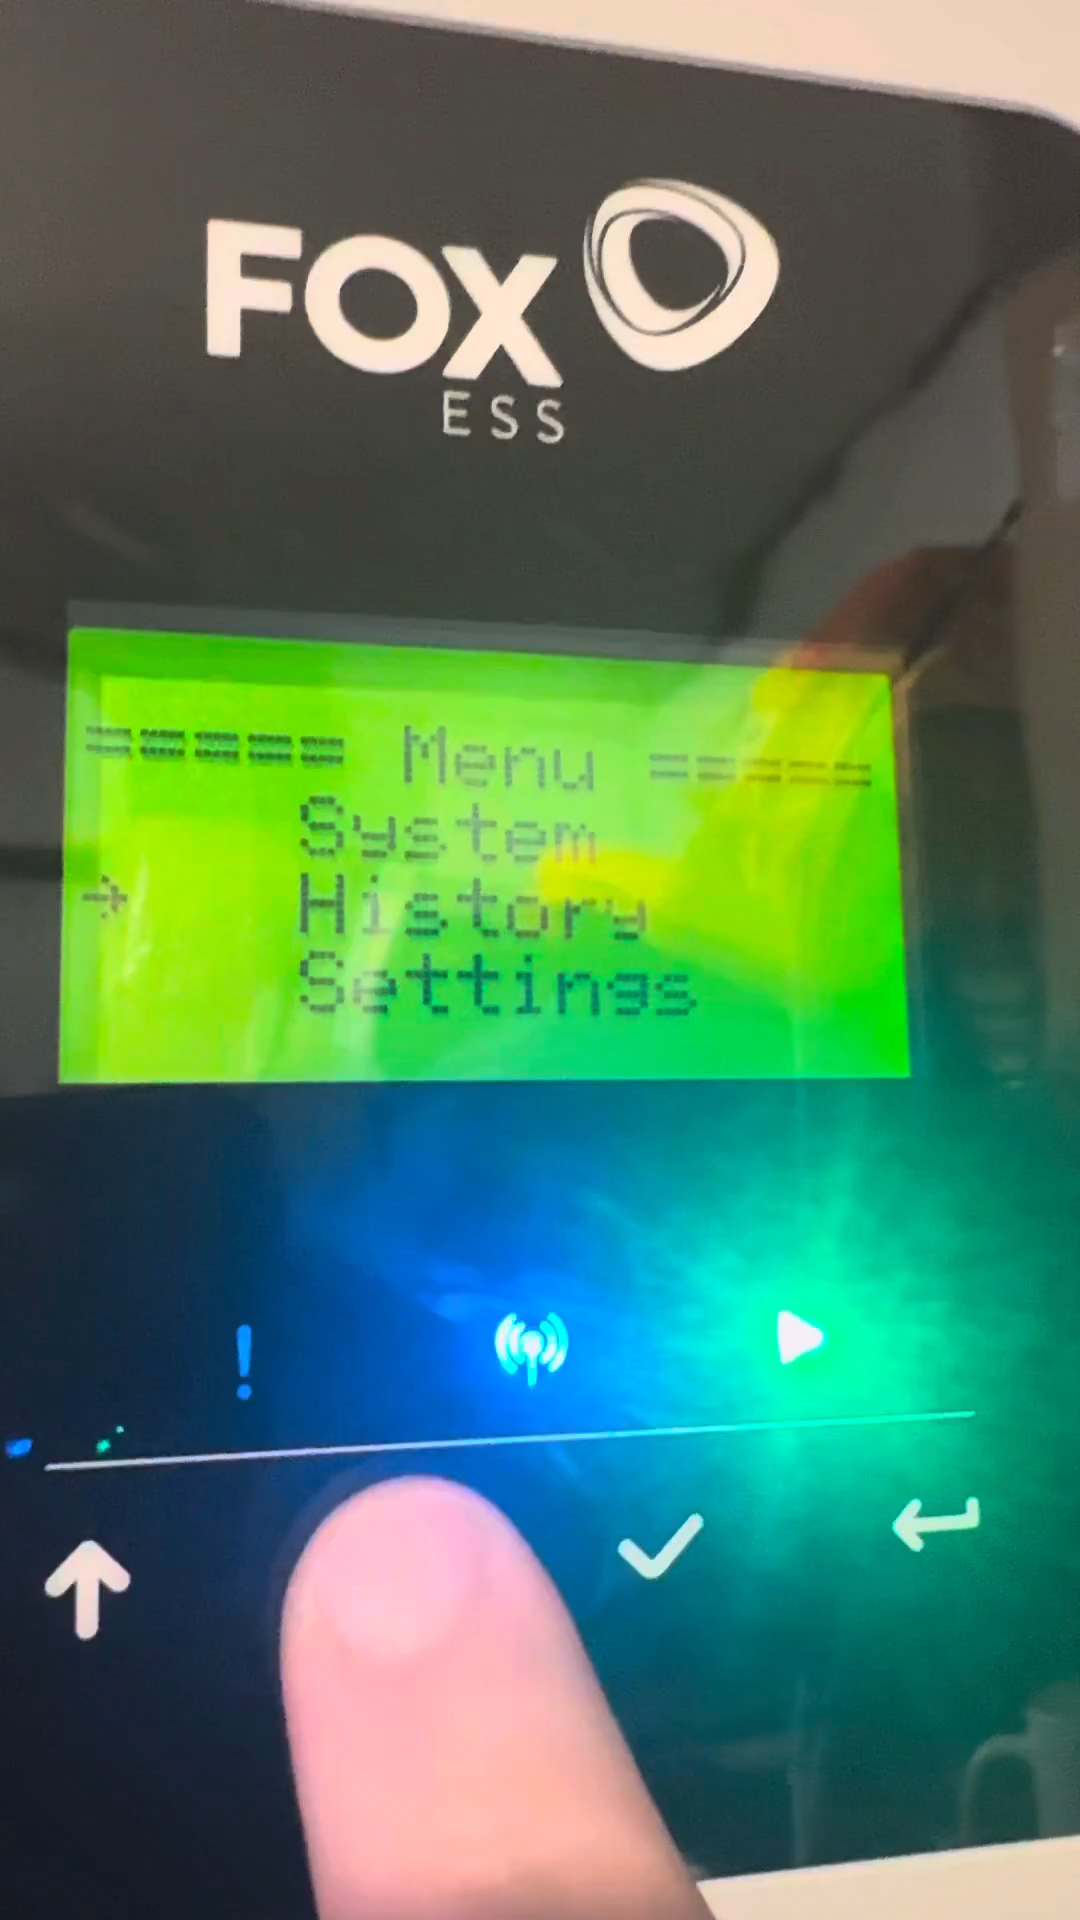 FOX
ESS
===== Menu =====
System
→ History
Settings